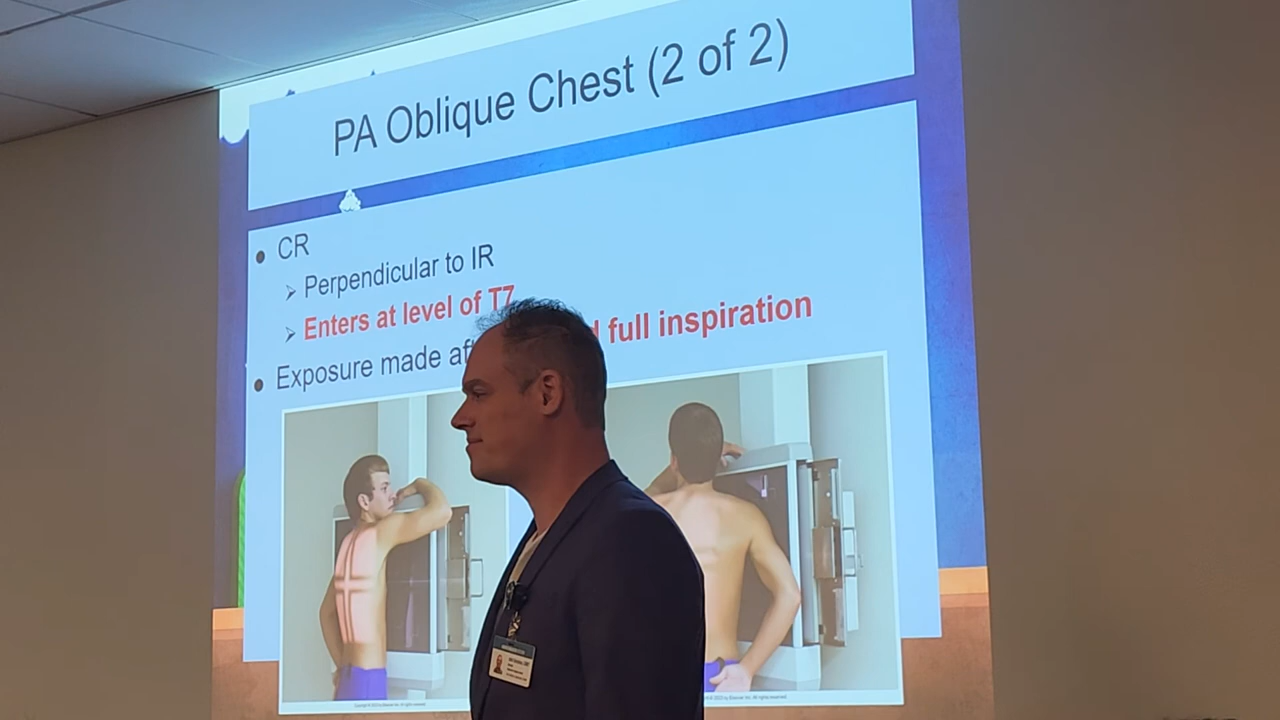 PA Oblique Chest (2 of 2)
• CR
➢ Perpendicular to IR
➢ Enters at level of T7
• Exposure made full inspiration